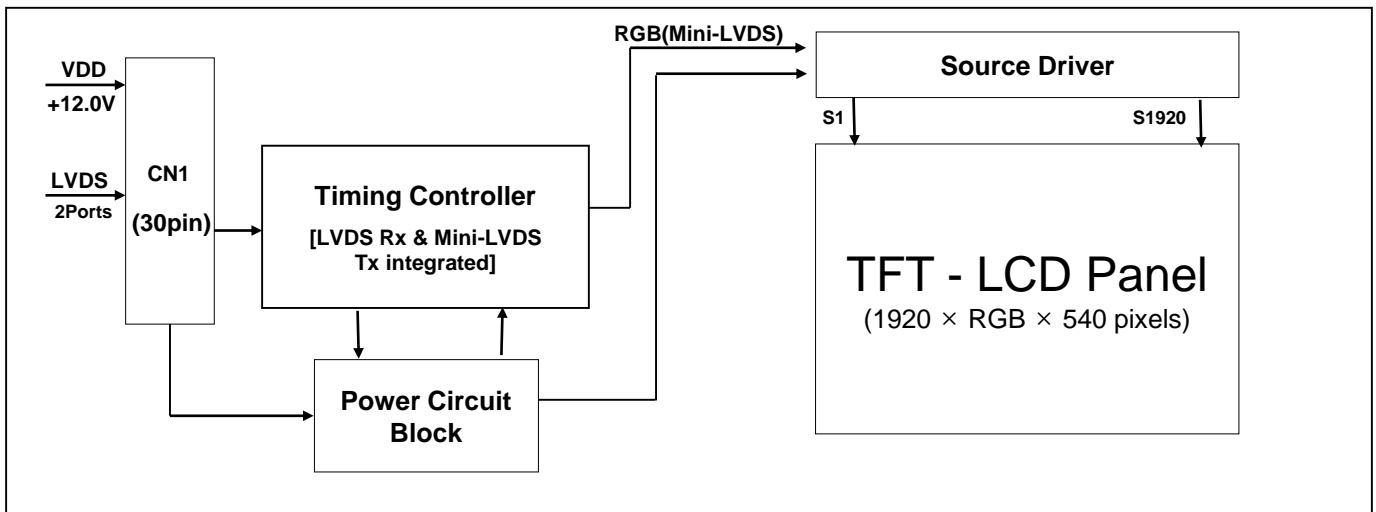 RGB(Mini-LVDS)
VDD
+12.0V
LVDS
2Ports
CN1
(30pin)
Timing Controller
[LVDS Rx & Mini-LVDS
Tx integrated]
Power Circuit
Block
Source Driver
S1
S1920
TFT - LCD Panel
(1920 × RGB × 540 pixels)